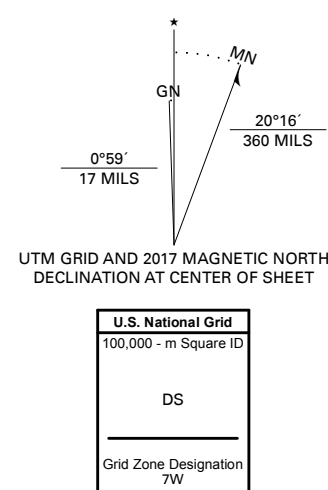 ★
MN
GN
20°16´
360 MILS
0°59´
17 MILS
UTM GRID AND 2017 MAGNETIC NORTH
DECLINATION AT CENTER OF SHEET
U.S. National Grid
100,000 - m Square ID
DS
Grid Zone Designation
7W